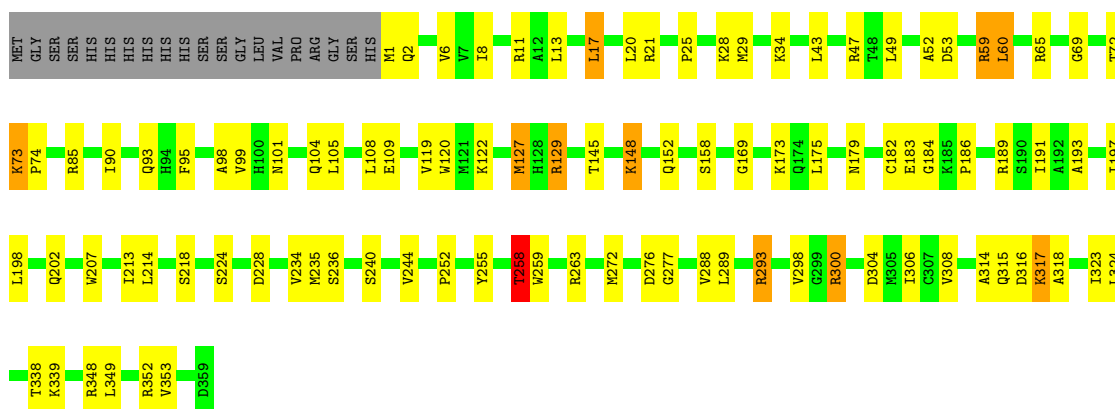 MET GLY SER SER HIS HIS HIS HIS HIS HIS SER SER GLY LEU VAL PRO ARG GLY SER HIS M1 Q2 V6 V7 I8 R11 A12 L13 L17 L20 R21 P25 K28 M29 K34 L43 R47 T48 L49 A52 D53 R59 L60 R65 G69
K73 P74 R85 I90 Q93 H94 F95 A98 V99 H100 N101 Q104 L105 L108 E109 V119 W120 M121 K122 M127 H128 R129 T145 K148 Q152 S158 G169 K173 Q174 L175 N179 C182 E183 G184 K185 P186 R189 S190 I191 A192 A193
L198 Q202 W207 I213 L214 S218 S224 D228 V234 M235 S236 S240 V244 P252 Y255 T258 W259 R263 M272 D276 G277 V288 L289 R293 V298 G299 R300 D304 M305 I306 C307 V308 A314 Q315 D316 K317 A318 I323
T338 K339 R348 L349 R352 V353 D359